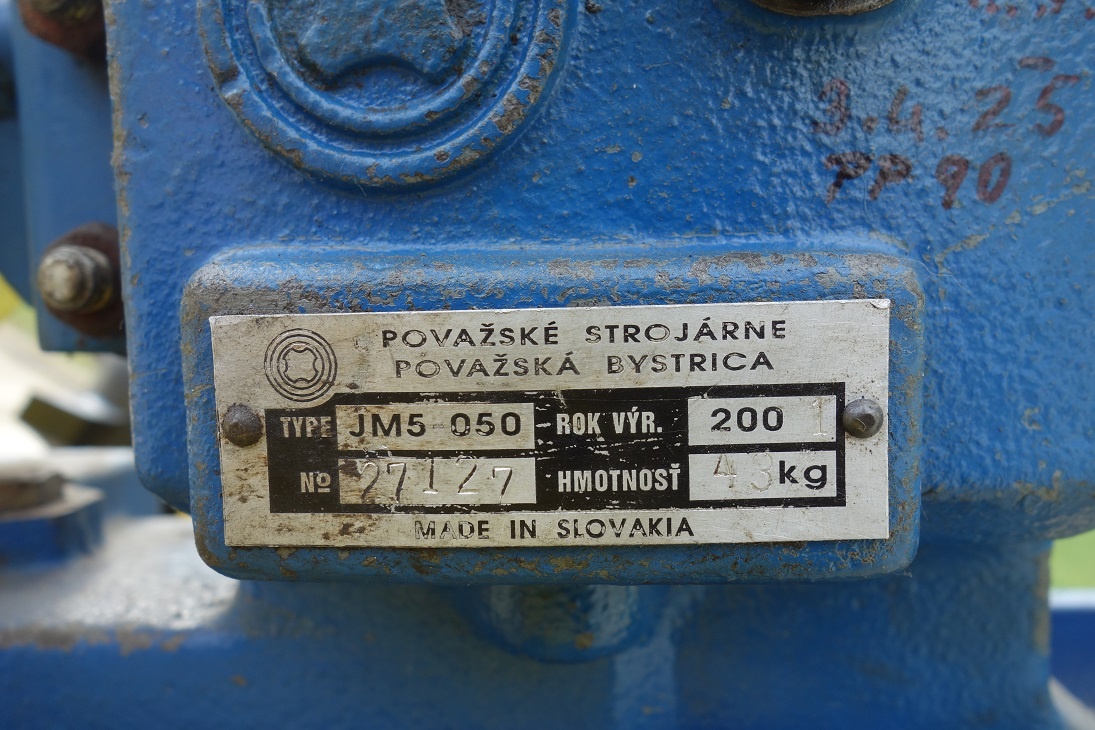 3.4.25
PP 90
POVAŽSKÉ STROJÁRNE
POVAŽSKÁ BYSTRICA
TYPE JM5 050 ROK VÝR. 2001
No 27127 HMOTNOSŤ 43 kg
MADE IN SLOVAKIA